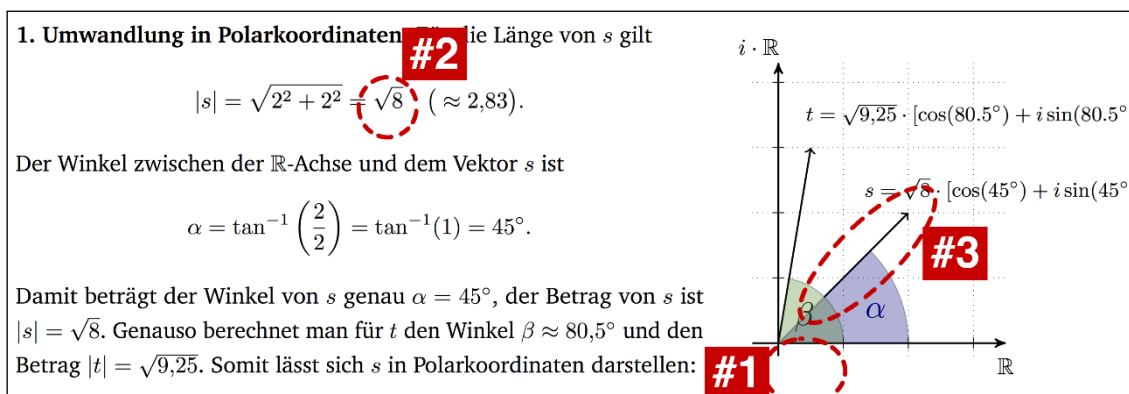 1. Umwandlung in Polarkoordinaten die Länge von s gilt
#2
|s| = √(2² + 2²) = √8 ( ≈ 2,83).
Der Winkel zwischen der ℝ-Achse und dem Vektor s ist
α = tan⁻¹ (2/2) = tan⁻¹(1) = 45°.
Damit beträgt der Winkel von s genau α = 45°, der Betrag von s ist
|s| = √8. Genauso berechnet man für t den Winkel β ≈ 80,5° und den
Betrag |t| = √9,25. Somit lässt sich s in Polarkoordinaten darstellen:
#1
i · ℝ
t = √9,25 · [cos(80.5°) + i sin(80.5°
s = √8 · [cos(45°) + i sin(45°
#3
β
α
ℝ